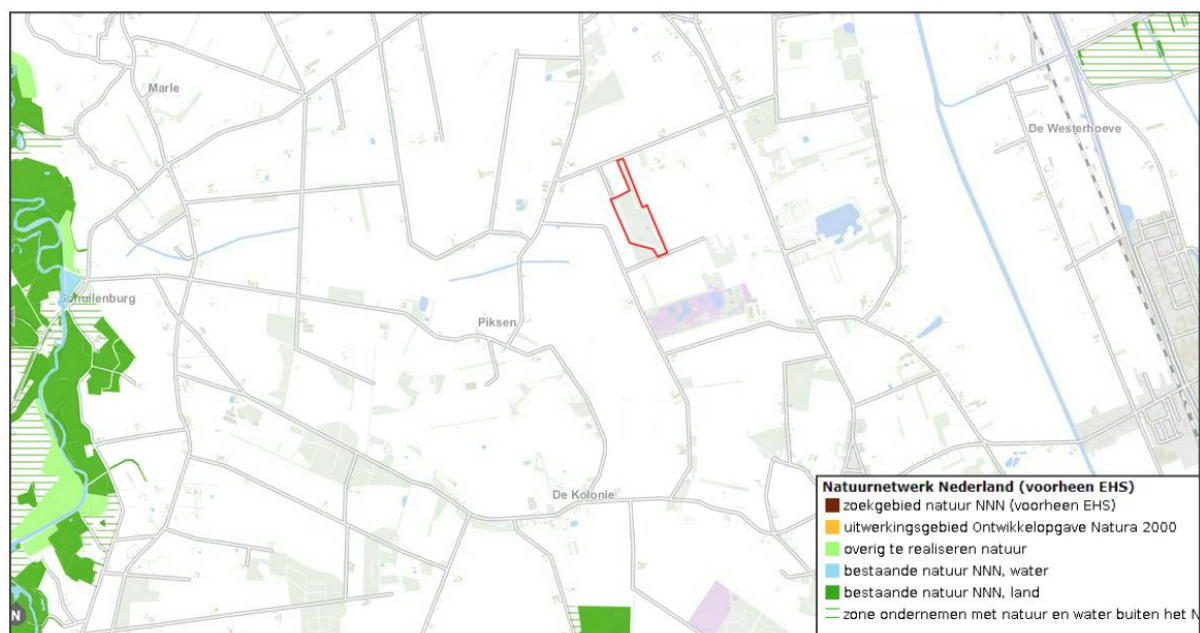 Marle
De Westerhoeve
Schuilenburg
Piksen
De Kolonie
N
Natuurnetwerk Nederland (voorheen EHS)
zoekgebied natuur NNN (voorheen EHS)
uitwerkingsgebied Ontwikkelopgave Natura 2000
overig te realiseren natuur
bestaande natuur NNN, water
bestaande natuur NNN, land
zone ondernemen met natuur en water buiten het N